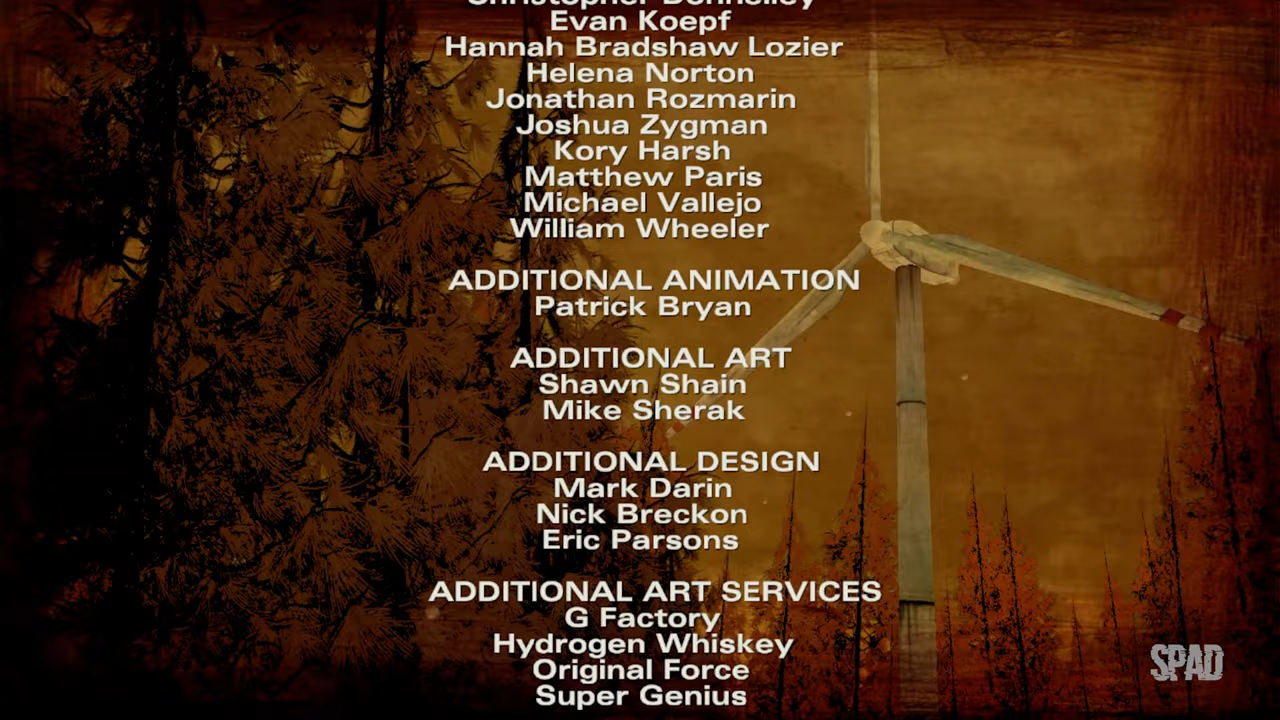 Christopher Donnelley
Evan Koepf
Hannah Bradshaw Lozier
Helena Norton
Jonathan Rozmarin
Joshua Zygman
Kory Harsh
Matthew Paris
Michael Vallejo
William Wheeler
ADDITIONAL ANIMATION
Patrick Bryan
ADDITIONAL ART
Shawn Shain
Mike Sherak
ADDITIONAL DESIGN
Mark Darin
Nick Breckon
Eric Parsons
ADDITIONAL ART SERVICES
G Factory
Hydrogen Whiskey
Original Force
Super Genius
SPAD